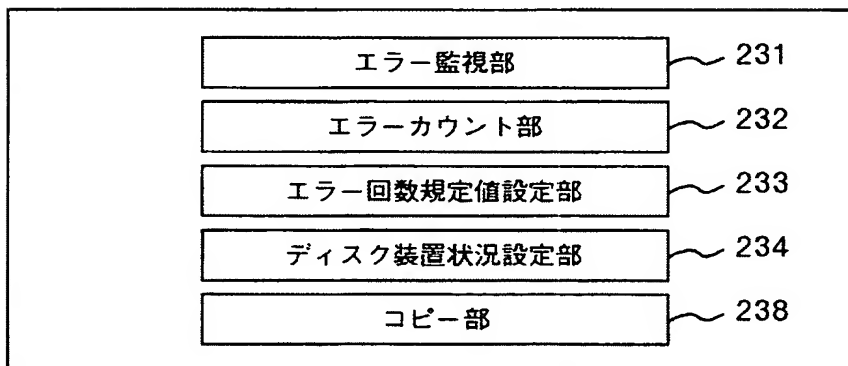 エラー監視部 231
エラーカウント部 232
エラー回数規定値設定部 233
ディスク装置状況設定部 234
コピー部 238